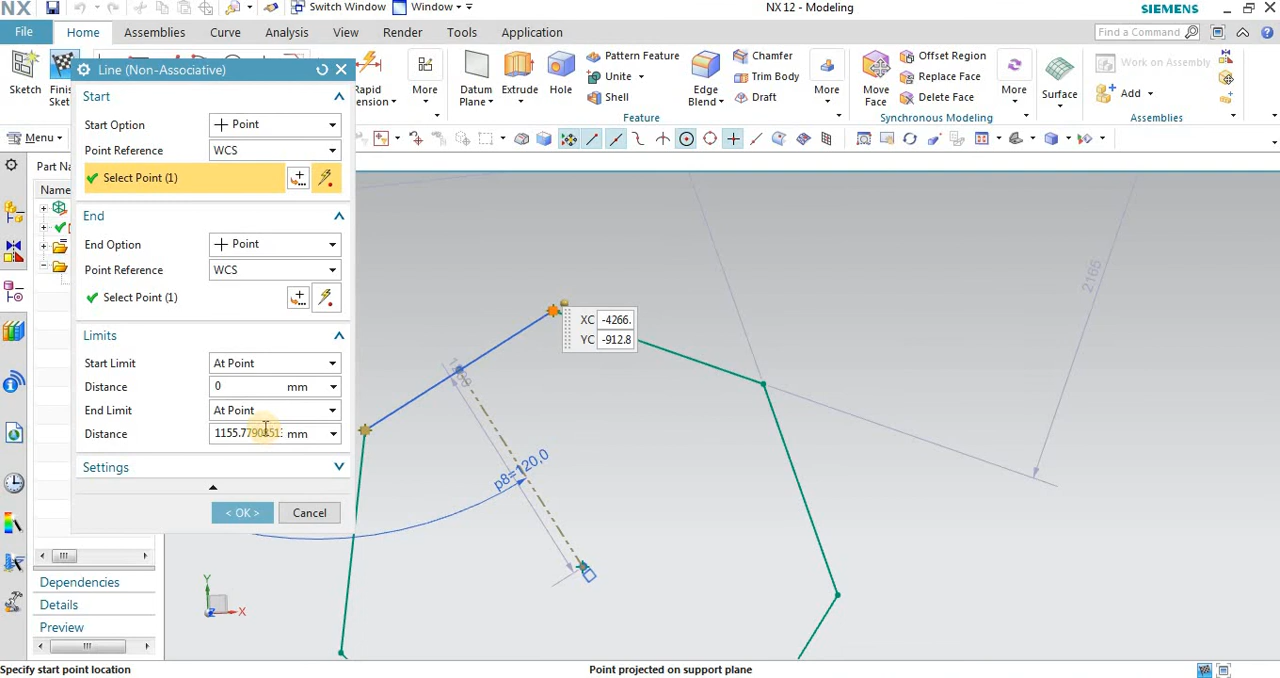 NX
Switch Window
Window
NX 12 - Modeling
SIEMENS
File
Home
Assemblies
Curve
Analysis
View
Render
Tools
Application
Find a Command
Sketch
Rapid
More
Datum
Plane
Extrude
Hole
Pattern Feature
Unite
Shell
Edge
Blend
Chamfer
Trim Body
Draft
More
Move
Face
Offset Region
Replace Face
Delete Face
More
Surface
Work on Assembly
Add
Feature
Synchronous Modeling
Assemblies
Menu
Line (Non-Associative)
Start
Start Option
Point
Point Reference
WCS
Select Point (1)
End
End Option
Point
Point Reference
WCS
Select Point (1)
Limits
Start Limit
At Point
Distance
0
mm
End Limit
At Point
Distance
mm
Settings
< OK >
Cancel
Part Na
Name
Dependencies
Details
Preview
XC
-4266.
YC
-912.8
p8=120,0
2165
Y
X
Z
Specify start point location
Point projected on support plane